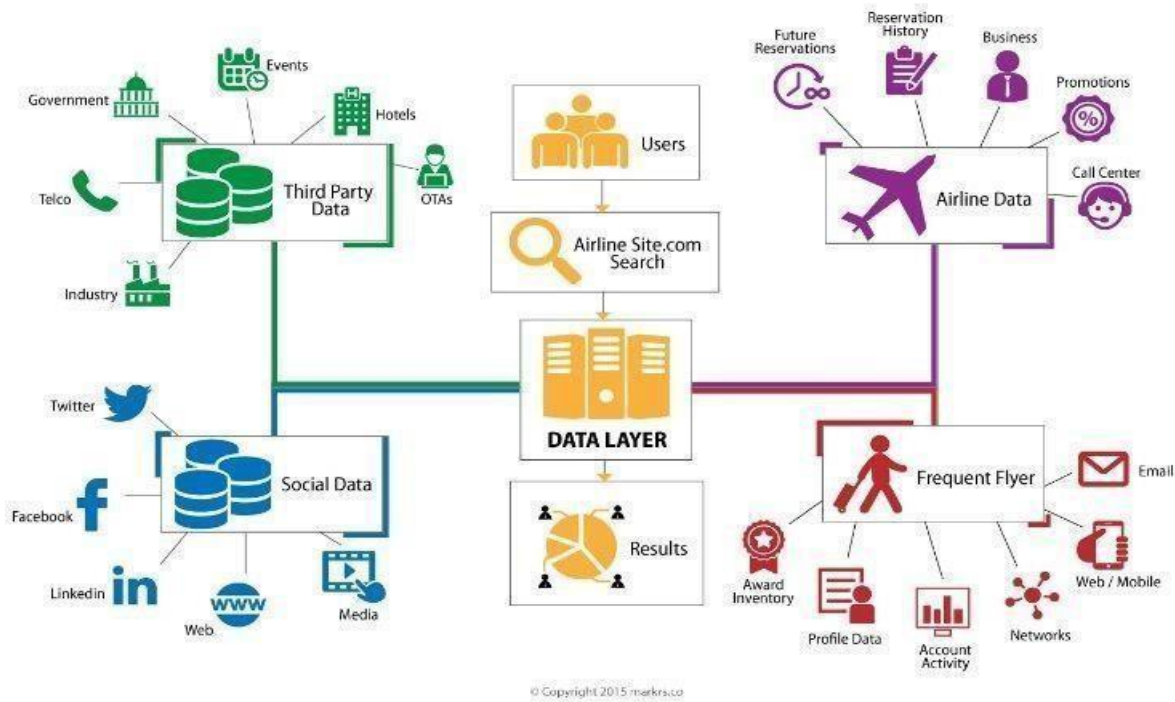 Events
Government
Hotels
Third Party
Data
Telco
OTAs
Industry
Users
Airline Site.com
Search
DATA LAYER
Results
Future
Reservations
Reservation
History
Business
Promotions
%
Airline Data
Call Center
Twitter
Social Data
Facebook
f
Linkedin
in
Web
www
Media
Frequent Flyer
Email
Web / Mobile
Networks
Account
Activity
Profile Data
Award
Inventory
H
© Copyright 2015 markrs.co